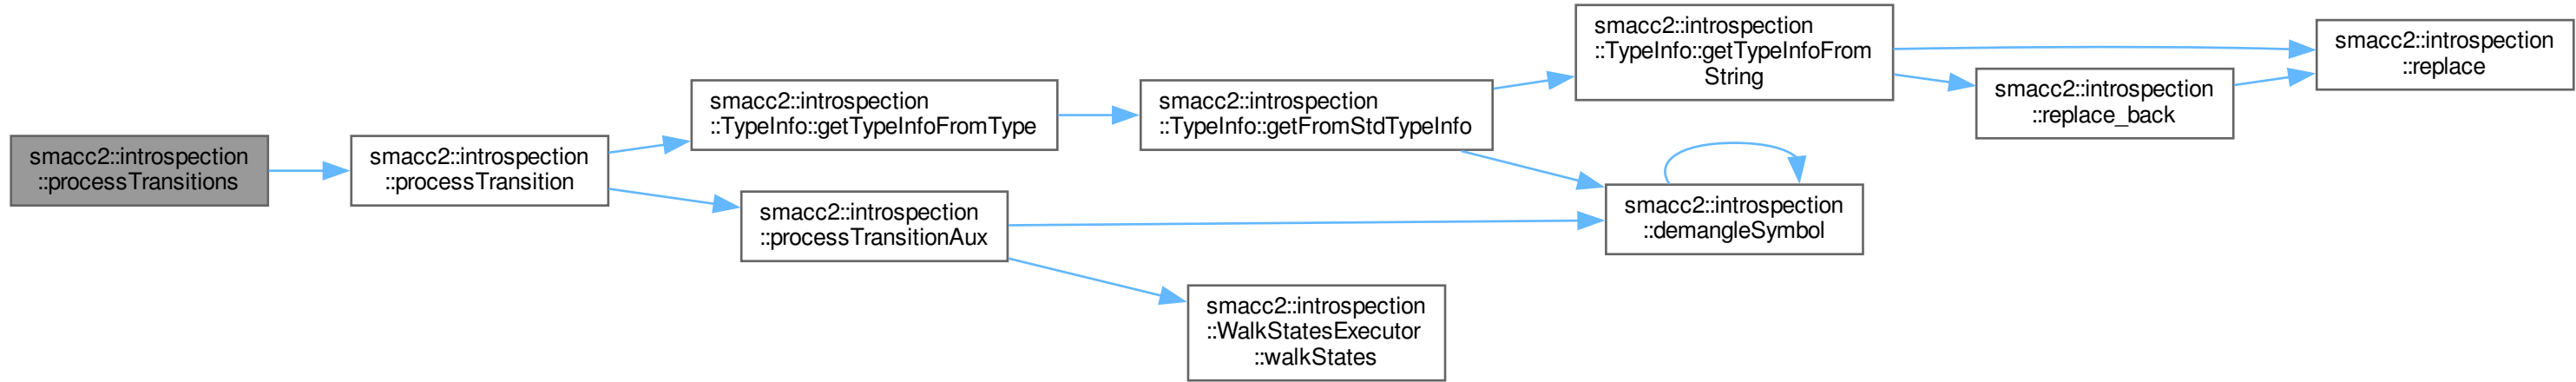 smacc2::introspection
::processTransitions
smacc2::introspection
::processTransition
smacc2::introspection
::TypeInfo::getTypeInfoFromType
smacc2::introspection
::processTransitionAux
smacc2::introspection
::TypeInfo::getFromStdTypeInfo
smacc2::introspection
::WalkStatesExecutor
::walkStates
smacc2::introspection
::TypeInfo::getTypeInfoFrom
String
smacc2::introspection
::demangleSymbol
smacc2::introspection
::replace_back
smacc2::introspection
::replace